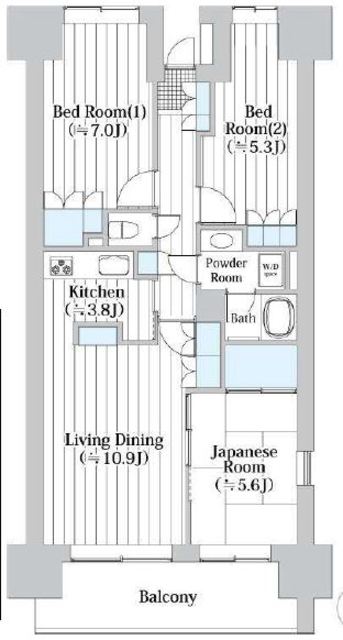 Bed Room(1)
(≒7.0J)
Bed
Room(2)
(≒5.3J)
Powder
Room
W/D
space
Kitchen
(≒3.8J)
Bath
Living Dining
(≒10.9J)
Japanese
Room
(≒5.6J)
Balcony